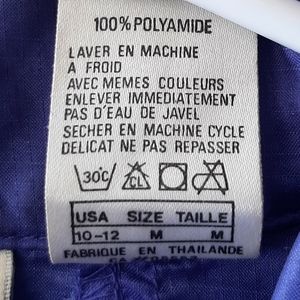 100% POLYAMIDE
LAVER EN MACHINE
A FROID
AVEC MEMES COULEURS
ENLEVER IMMEDIATEMENT
PAS D'EAU DE JAVEL
SECHER EN MACHINE CYCLE
DELICAT NE PAS REPASSER
30°C CL
USA SIZE TAILLE
10-12 M M
FABRIQUE EN THAILANDE